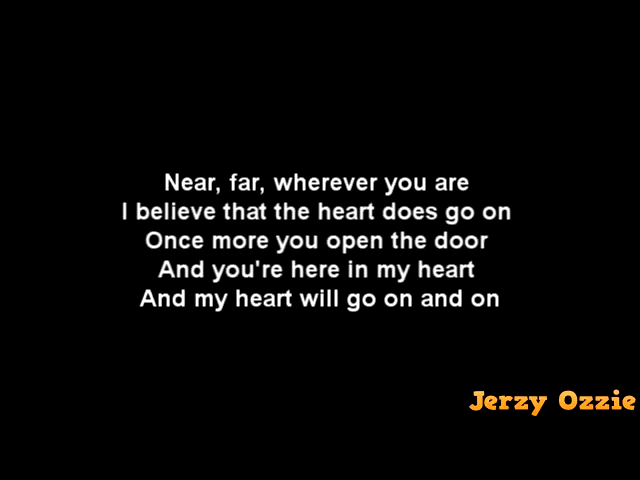 Near, far, wherever you are
I believe that the heart does go on
Once more you open the door
And you're here in my heart
And my heart will go on and on
Jerzy Ozzie